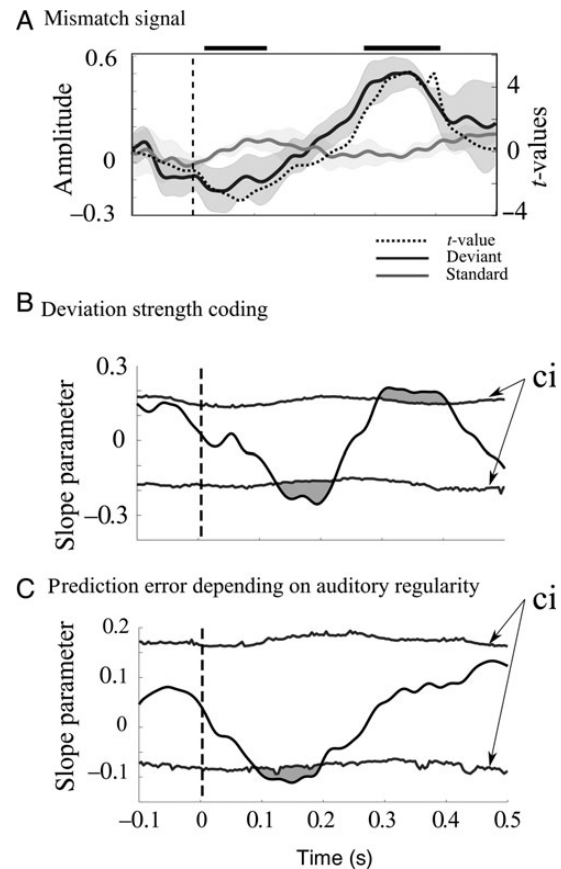 A Mismatch signal
0.6
0
−0.3
Amplitude
4
0
−4
t-values
t-value
Deviant
Standard
B Deviation strength coding
0.3
0
−0.3
Slope parameter
ci
C Prediction error depending on auditory regularity
0.2
0.1
0
−0.1
Slope parameter
ci
−0.1 0 0.1 0.2 0.3 0.4 0.5
Time (s)